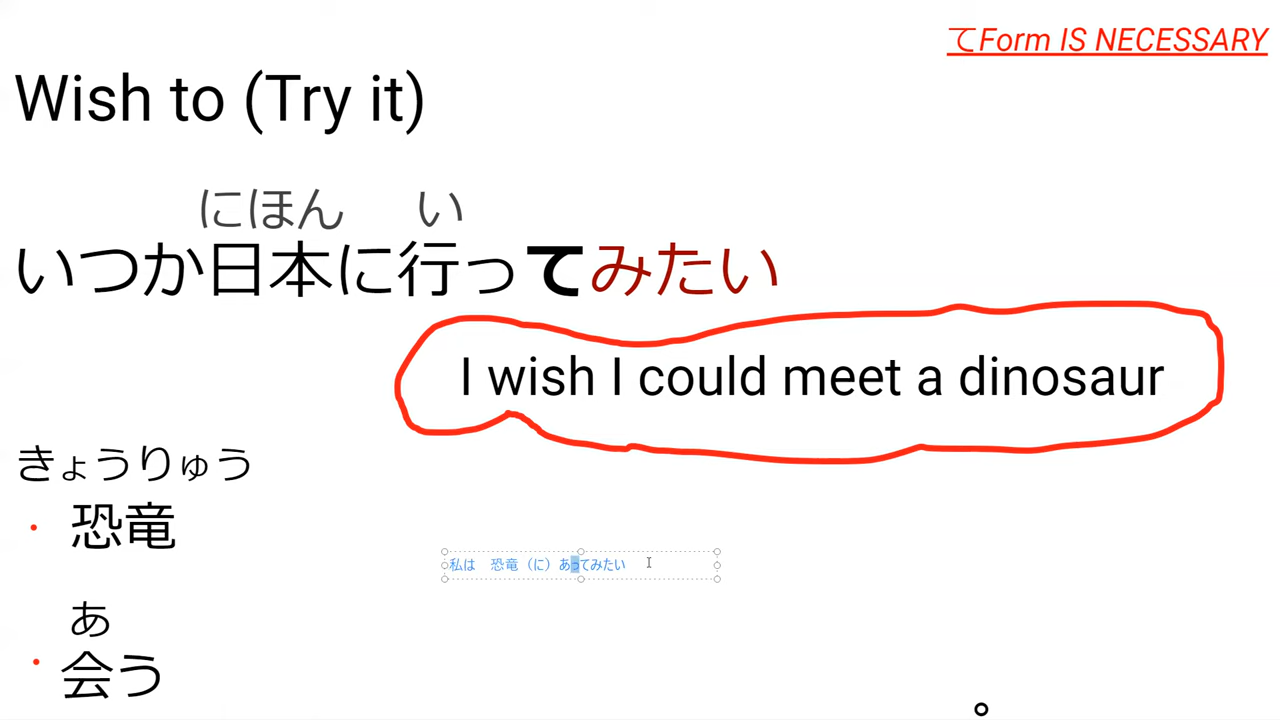 てForm IS NECESSARY
Wish to (Try it)
にほん い
いつか日本に行ってみたい
I wish I could meet a dinosaur
きょうりゅう
恐竜
私は 恐竜（に）あってみたい
あ
会う
。